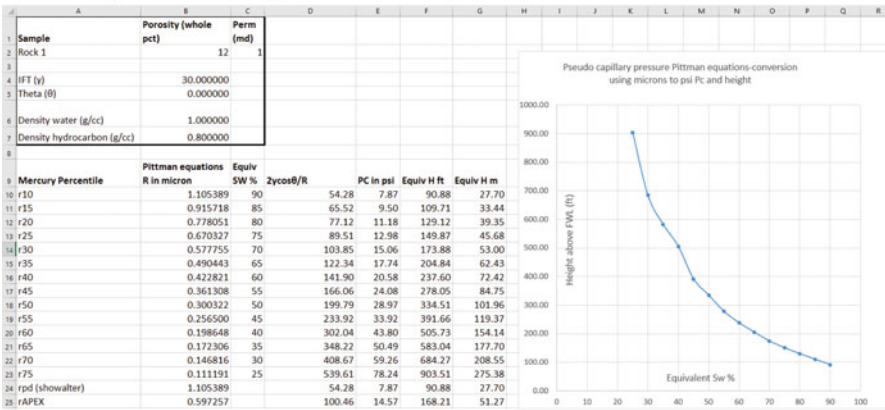 A B C D E F G H I J K L M N O P Q R
1 Sample Porosity (whole pct) Perm (md)
2 Rock 1 12 1
3
4 IFT (γ) 30.000000
5 Theta (θ) 0.000000
6 Density water (g/cc) 1.000000
7 Density hydrocarbon (g/cc) 0.800000
8
9 Mercury Percentile Pittman equations R in micron Equiv SW % 2γcosθ/R PC in psi Equiv H ft Equiv H m
10 r10 1.105389 90 54.28 7.87 90.88 27.70
11 r15 0.915718 85 65.52 9.50 109.71 33.44
12 r20 0.778051 80 77.12 11.18 129.12 39.35
13 r25 0.670327 75 89.51 12.98 149.87 45.68
14 r30 0.577755 70 103.85 15.06 173.88 53.00
15 r35 0.490443 65 122.34 17.74 204.84 62.43
16 r40 0.422821 60 141.90 20.58 237.60 72.42
17 r45 0.361308 55 166.06 24.08 278.05 84.75
18 r50 0.300322 50 199.79 28.97 334.51 101.96
19 r55 0.256500 45 233.92 33.92 391.66 119.37
20 r60 0.198648 40 302.04 43.80 505.73 154.14
21 r65 0.172306 35 348.22 50.49 583.04 177.70
22 r70 0.146816 30 408.67 59.26 684.27 208.55
23 r75 0.111191 25 539.61 78.24 903.51 275.38
24 rpd (showalter) 1.105389 54.28 7.87 90.88 27.70
25 rAPEX 0.597257 100.46 14.57 168.21 51.27
Pseudo capillary pressure Pittman equations-conversion
using microns to psi Pc and height
1000.00
900.00
800.00
700.00
600.00
500.00
400.00
300.00
200.00
100.00
0.00
Height above FWL (ft)
Equivalent Sw %
0 10 20 30 40 50 60 70 80 90 100